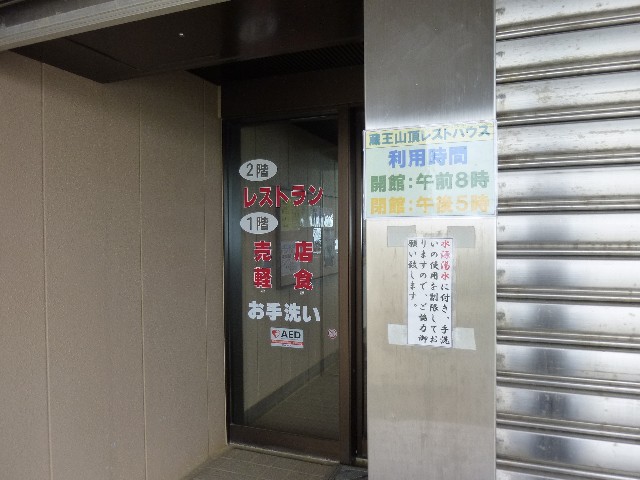 2階
レストラン
1階
売店
軽食
お手洗い
AED
蔵王山頂レストハウス
利用時間
開館:午前8時
閉館:午後5時
水源渇水に付き、手洗
いの使用を制限してお
りますので、ご協力御
願い致します。